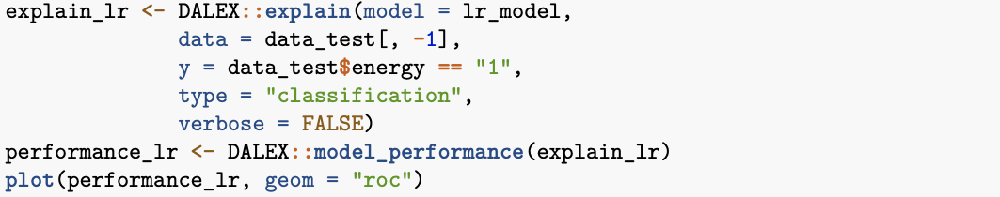 explain_lr <- DALEX::explain(model = lr_model,
data = data_test[, -1],
y = data_test$energy == "1",
type = "classification",
verbose = FALSE)
performance_lr <- DALEX::model_performance(explain_lr)
plot(performance_lr, geom = "roc")